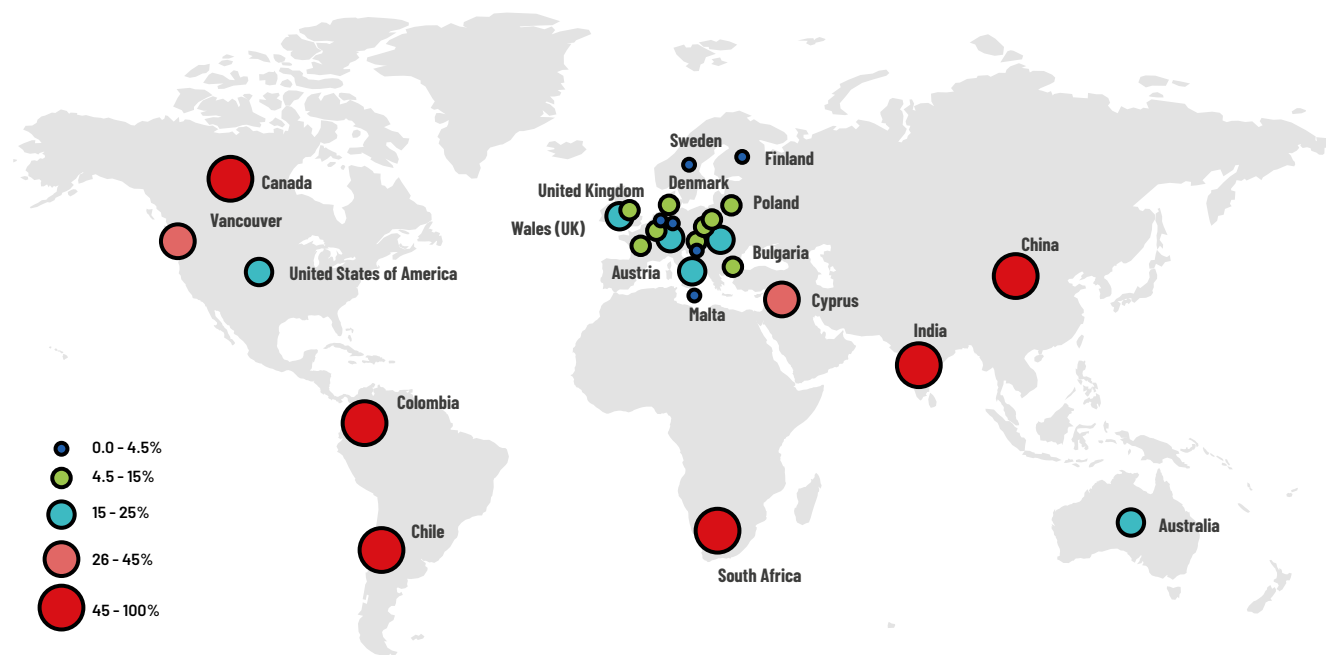 Sweden
Finland
Canada
Denmark
United Kingdom
Poland
Vancouver
Wales (UK)
China
Bulgaria
Austria
United States of America
Cyprus
Malta
India
Colombia
0.0 - 4.5%
4.5 - 15%
15 - 25%
Australia
Chile
26 - 45%
South Africa
45 - 100%